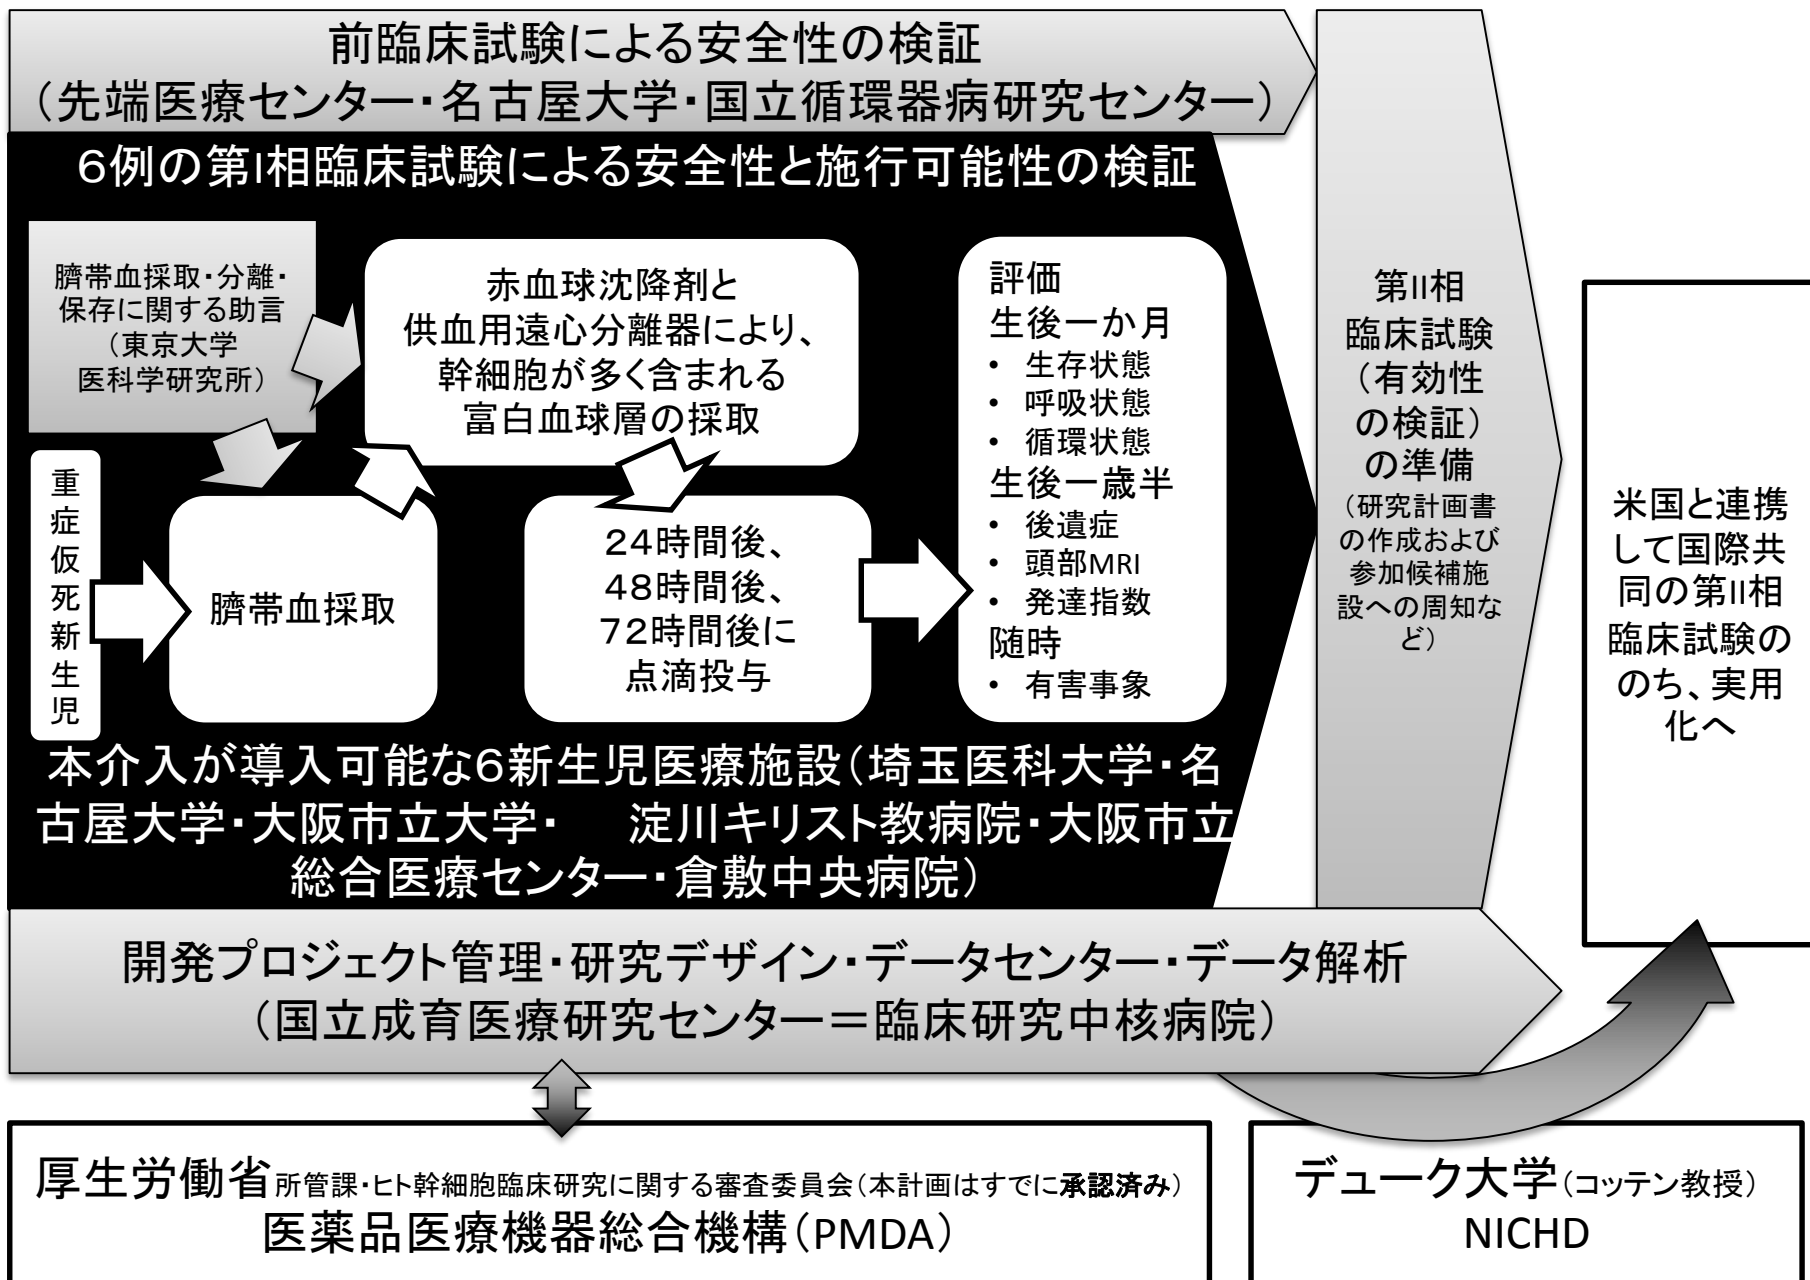 前臨床試験による安全性の検証
（先端医療センター・名古屋大学・国立循環器病研究センター）
6例の第I相臨床試験による安全性と施行可能性の検証
臍帯血採取・分離・
保存に関する助言
（東京大学
医科学研究所）
赤血球沈降剤と
供血用遠心分離器により、
幹細胞が多く含まれる
富白血球層の採取
重症仮死新生児
臍帯血採取
24時間後、
48時間後、
72時間後に
点滴投与
評価
生後一か月
• 生存状態
• 呼吸状態
• 循環状態
生後一歳半
• 後遺症
• 頭部MRI
• 発達指数
随時
• 有害事象
本介入が導入可能な6新生児医療施設（埼玉医科大学・名
古屋大学・大阪市立大学・　淀川キリスト教病院・大阪市立
総合医療センター・倉敷中央病院）
第II相
臨床試験
（有効性
の検証）
の準備
（研究計画書
の作成および
参加候補施
設への周知な
ど）
米国と連携
して国際共
同の第II相
臨床試験の
のち、実用
化へ
開発プロジェクト管理・研究デザイン・データセンター・データ解析
（国立成育医療研究センター＝臨床研究中核病院）
厚生労働省所管課・ヒト幹細胞臨床研究に関する審査委員会（本計画はすでに承認済み）
医薬品医療機器総合機構（PMDA）
デューク大学（コッテン教授）
NICHD